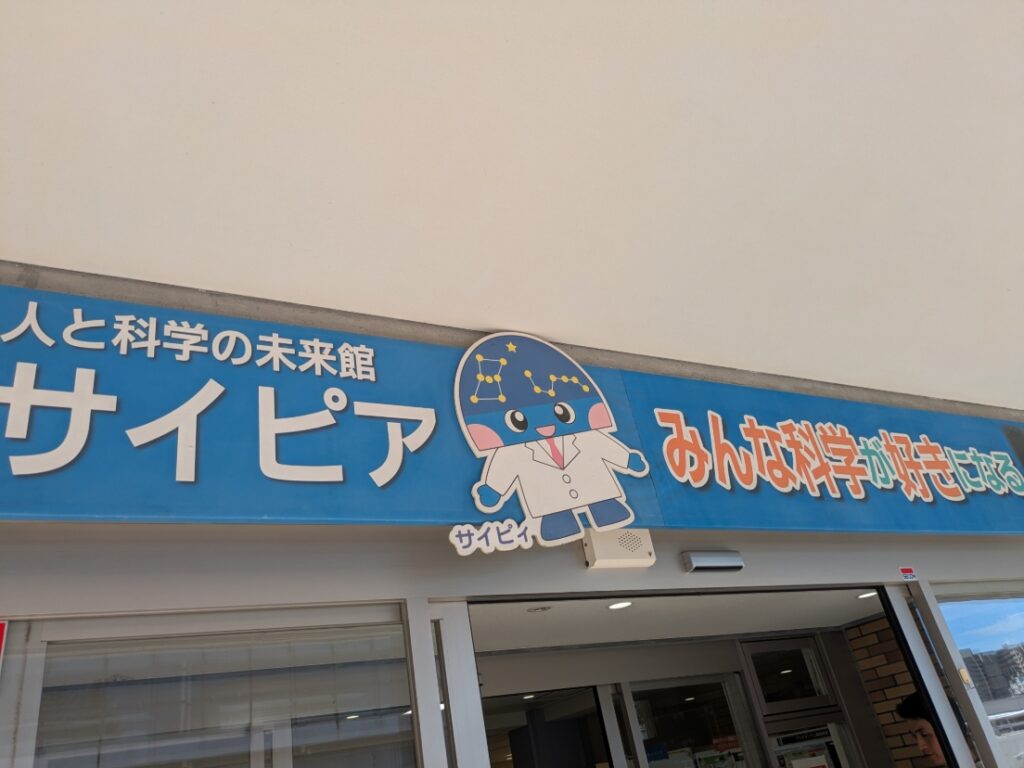 人と科学の未来館
サイピア
サイピィ
みんな科学が好きになる